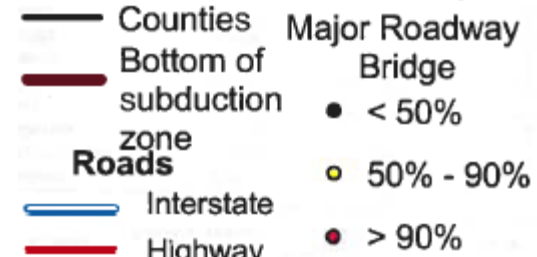 Counties
Bottom of
subduction
zone
Roads
Interstate
Highway
Major Roadway
Bridge
< 50%
50% - 90%
> 90%